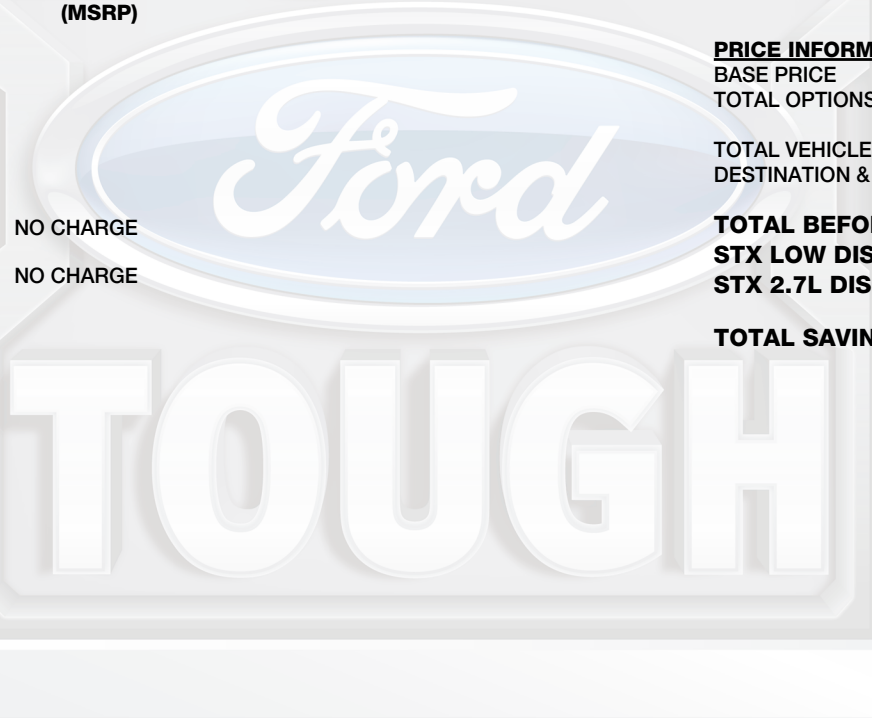 (MSRP)
PRICE INFORM
BASE PRICE
TOTAL OPTIONS
TOTAL VEHICLE
DESTINATION &
NO CHARGE
TOTAL BEFO
STX LOW DIS
NO CHARGE
STX 2.7L DIS
TOTAL SAVIN
Ford
TOUGH